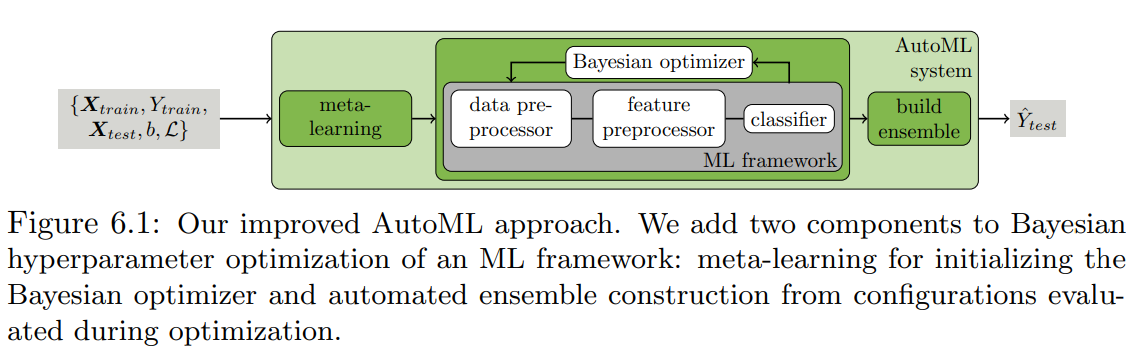 {X_train, Y_train,
X_test, b, ℒ}
meta-
learning
Bayesian optimizer
data pre-
processor
feature
preprocessor
classifier
ML framework
AutoML
system
build
ensemble
Ŷ_test
Figure 6.1: Our improved AutoML approach. We add two components to Bayesian
hyperparameter optimization of an ML framework: meta-learning for initializing the
Bayesian optimizer and automated ensemble construction from configurations evalu-
ated during optimization.